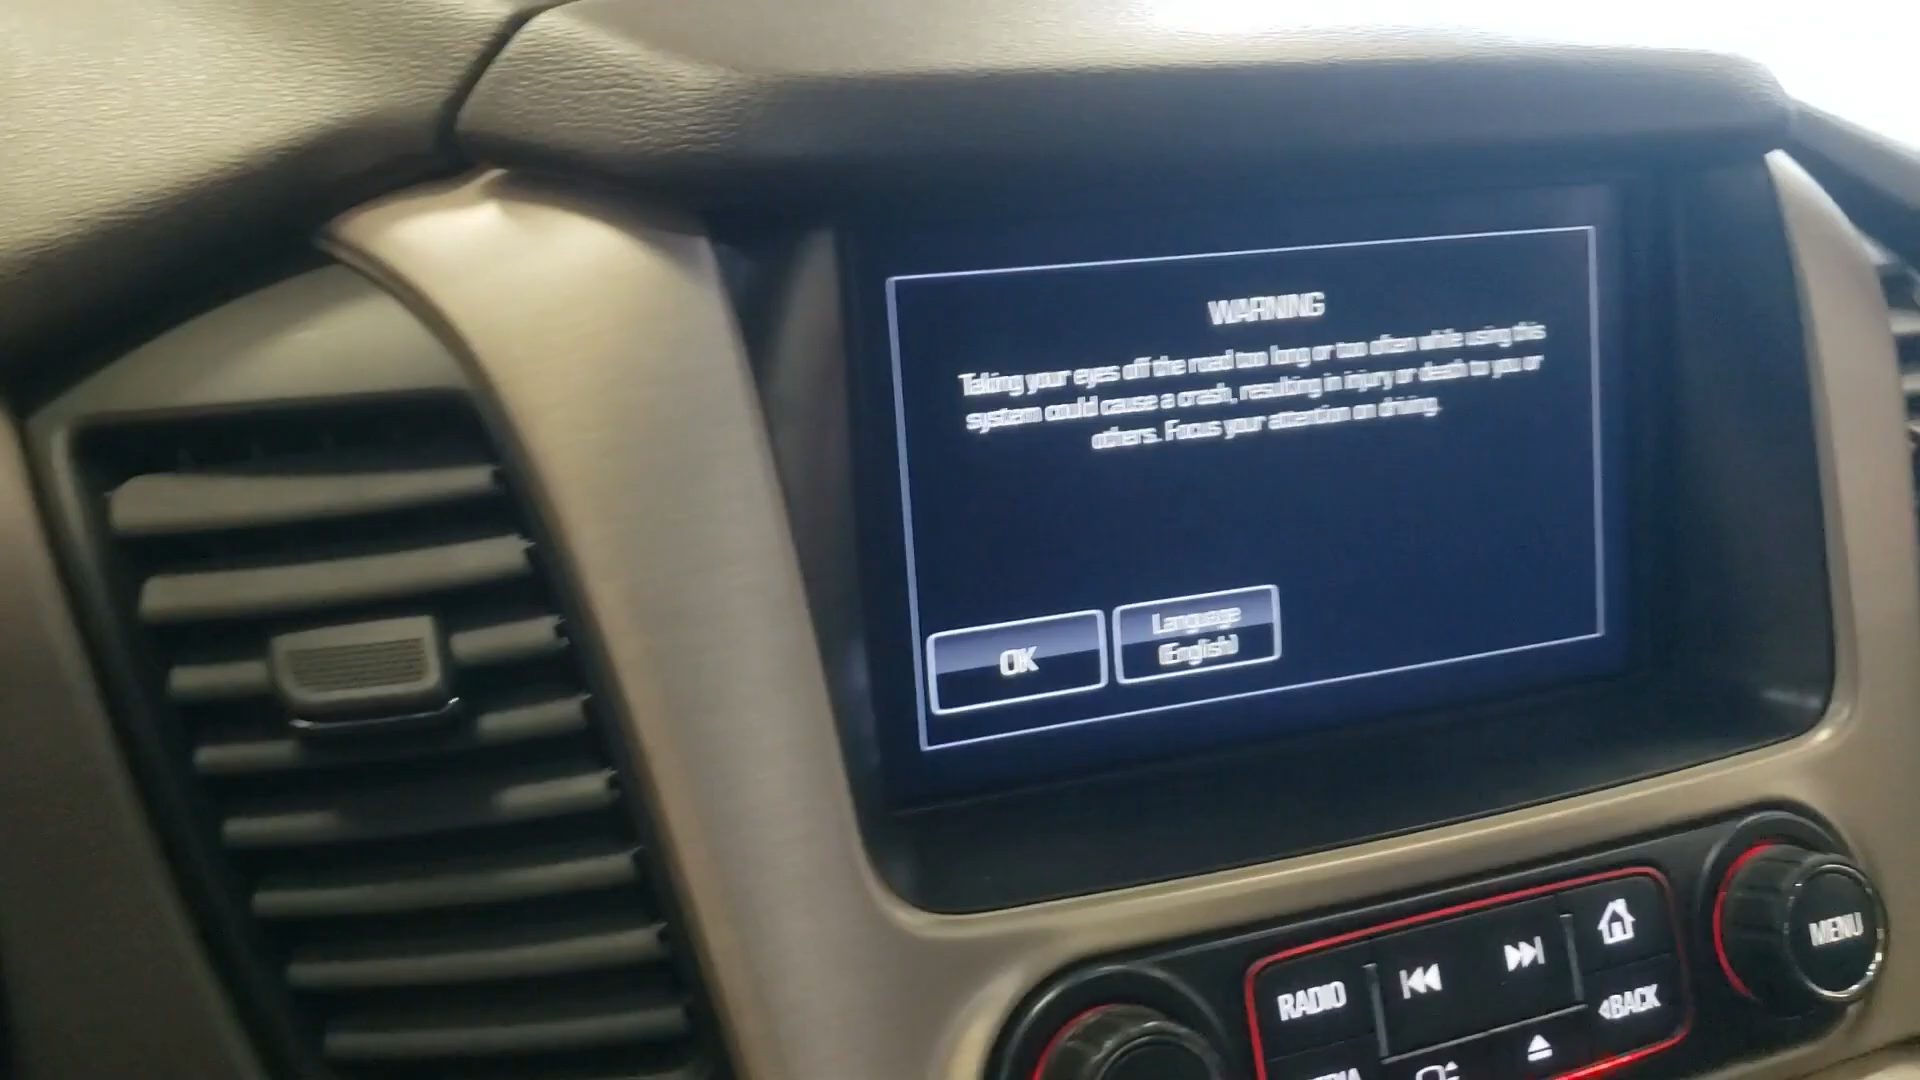 WARNING
Taking your eyes off the road too long or too often while using this
system could cause a crash, resulting in injury or death to you or
others. Focus your attention on driving.
OK
Language
(English)
MENU
RADIO
BACK